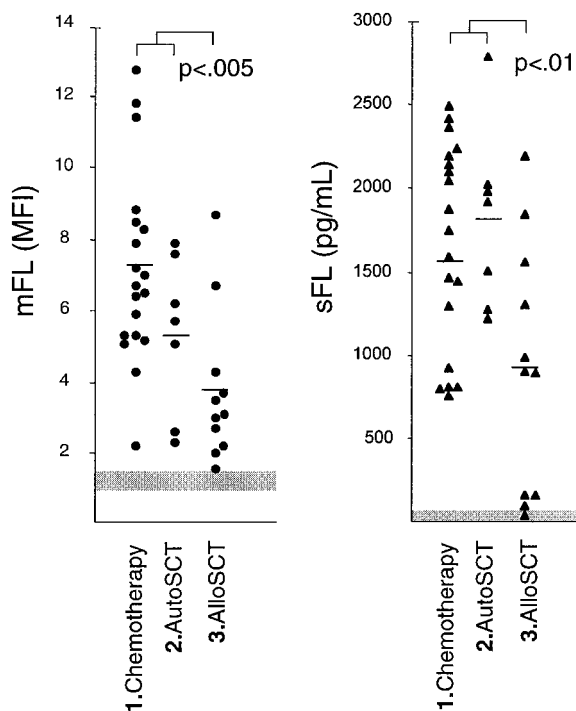 mFL (MFI)
14
12
10
8
6
4
2
p<.005
1.Chemotherapy
2.AutoSCT
3.AlloSCT
sFL (pg/mL)
3000
2500
2000
1500
1000
500
p<.01
1.Chemotherapy
2.AutoSCT
3.AlloSCT